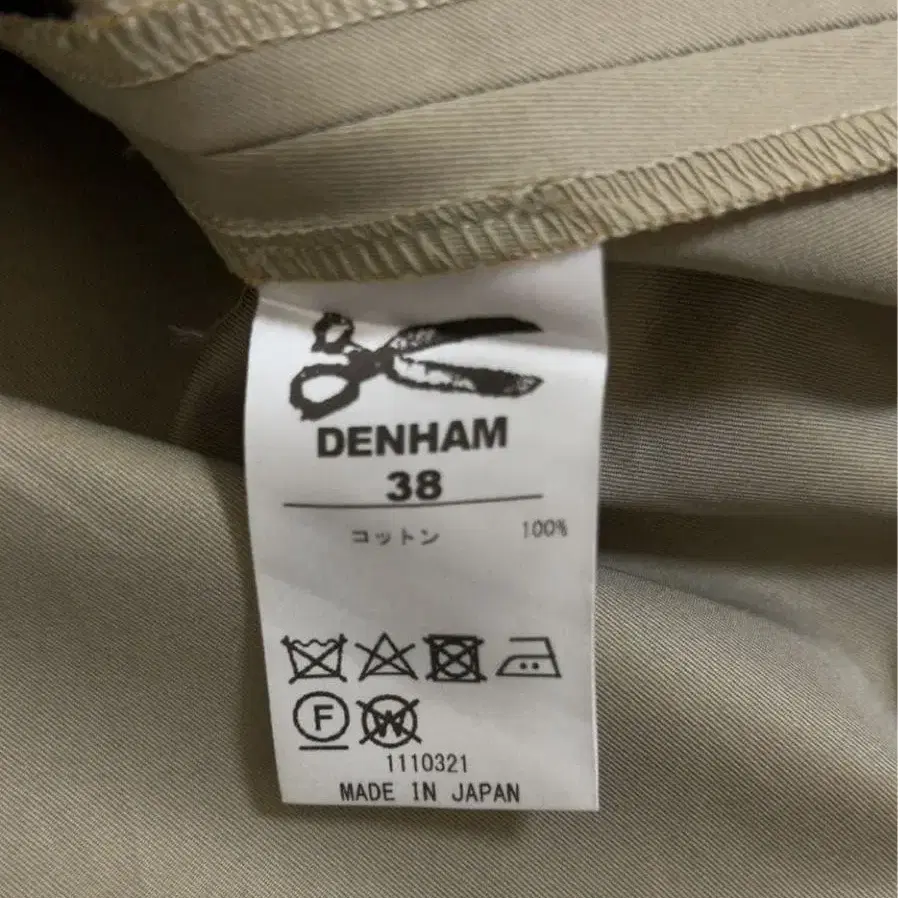 DENHAM
38
コットン 100%
F W
1110321
MADE IN JAPAN